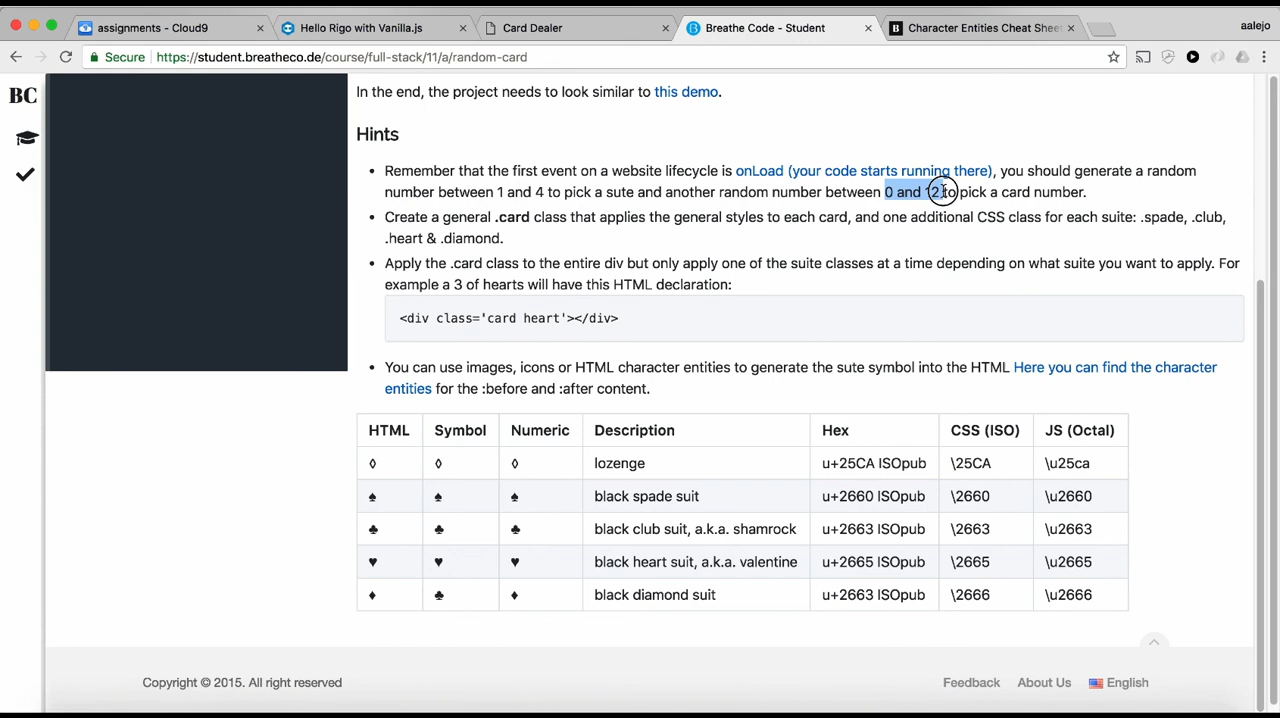 assignments - Cloud9
Hello Rigo with Vanilla.js
Card Dealer
Breathe Code - Student
Character Entities Cheat Sheet
aalejo
Secure
https://student.breatheco.de/course/full-stack/11/a/random-card
BC
In the end, the project needs to look similar to this demo.
Hints
• Remember that the first event on a website lifecycle is onLoad (your code starts running there), you should generate a random
number between 1 and 4 to pick a sute and another random number between 0 and 12 to pick a card number.
• Create a general .card class that applies the general styles to each card, and one additional CSS class for each suite: .spade, .club,
.heart & .diamond.
• Apply the .card class to the entire div but only apply one of the suite classes at a time depending on what suite you want to apply. For
example a 3 of hearts will have this HTML declaration:
<div class='card heart'></div>
• You can use images, icons or HTML character entities to generate the sute symbol into the HTML Here you can find the character
entities for the :before and :after content.
HTML Symbol Numeric Description Hex CSS (ISO) JS (Octal)
◊ ◊ ◊ lozenge u+25CA ISOpub \25CA \u25ca
♠ ♠ ♠ black spade suit u+2660 ISOpub \2660 \u2660
♣ ♣ ♣ black club suit, a.k.a. shamrock u+2663 ISOpub \2663 \u2663
♥ ♥ ♥ black heart suit, a.k.a. valentine u+2665 ISOpub \2665 \u2665
♦ ♣ ♦ black diamond suit u+2663 ISOpub \2666 \u2666
Copyright © 2015. All right reserved
Feedback About Us English